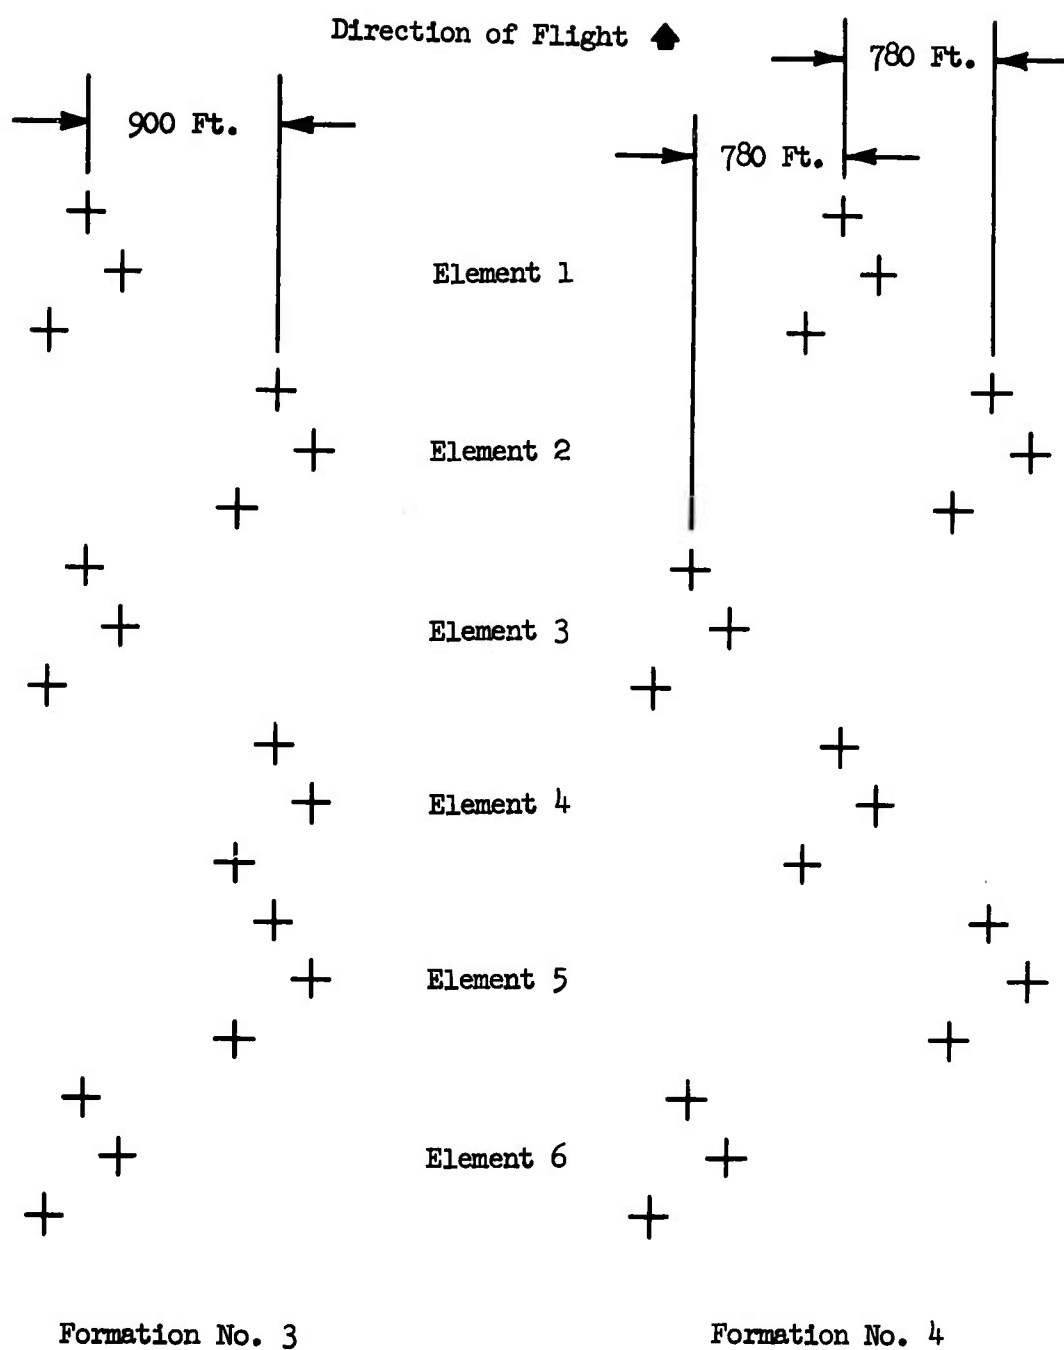 Direction of Flight
780 Ft.
900 Ft.
780 Ft.
Element 1
Element 2
Element 3
Element 4
Element 5
Element 6
Formation No. 3
Formation No. 4